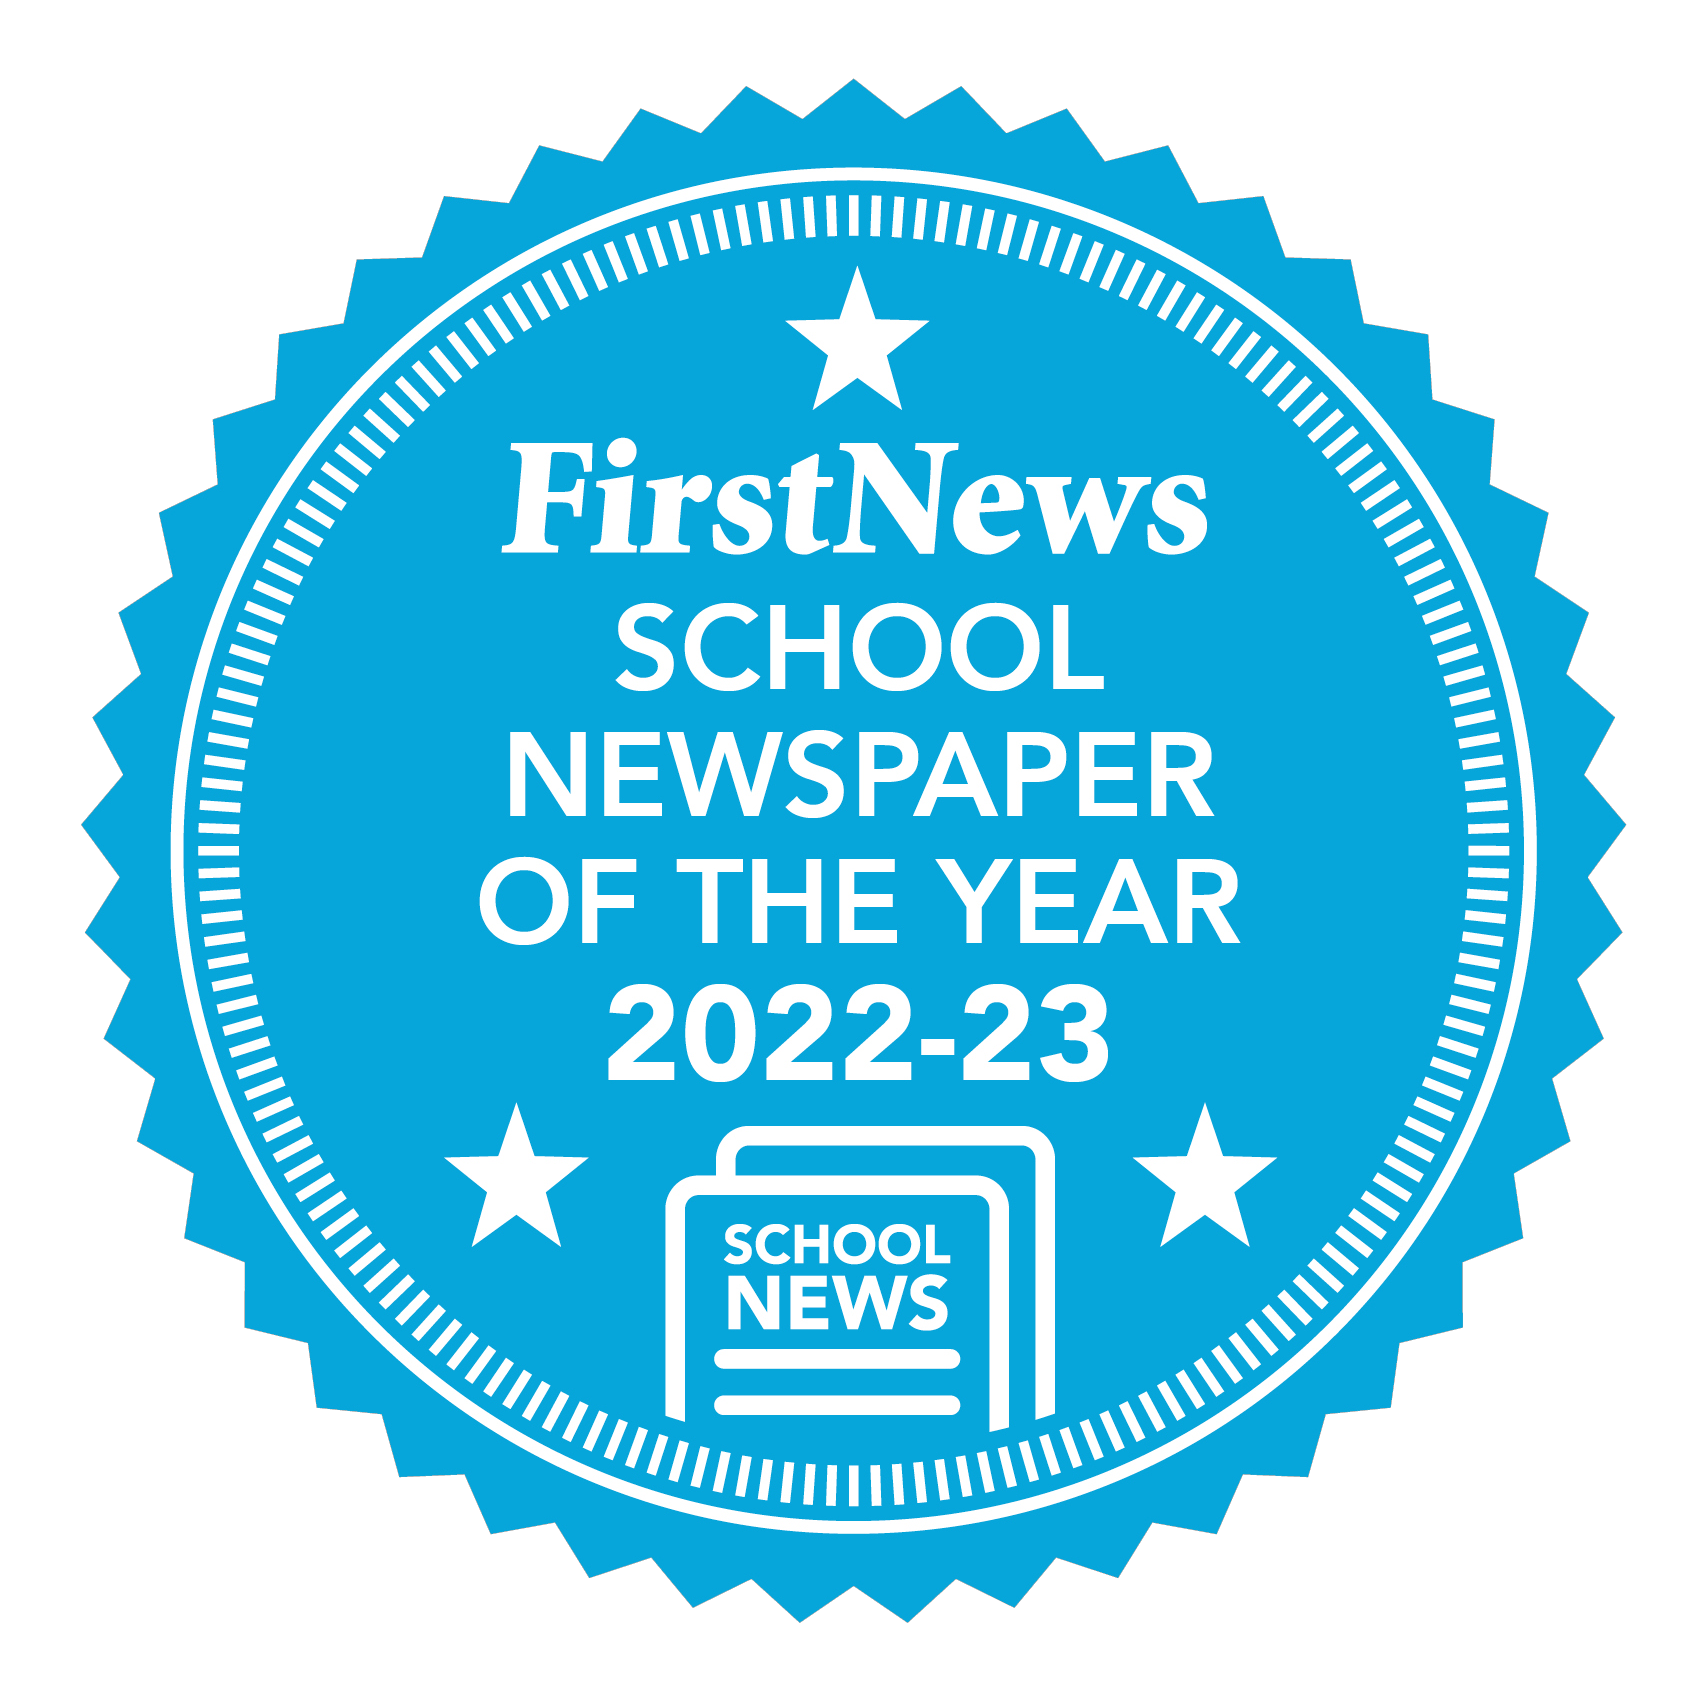 FirstNews
SCHOOL
NEWSPAPER
OF THE YEAR
2022-23
SCHOOL
NEWS